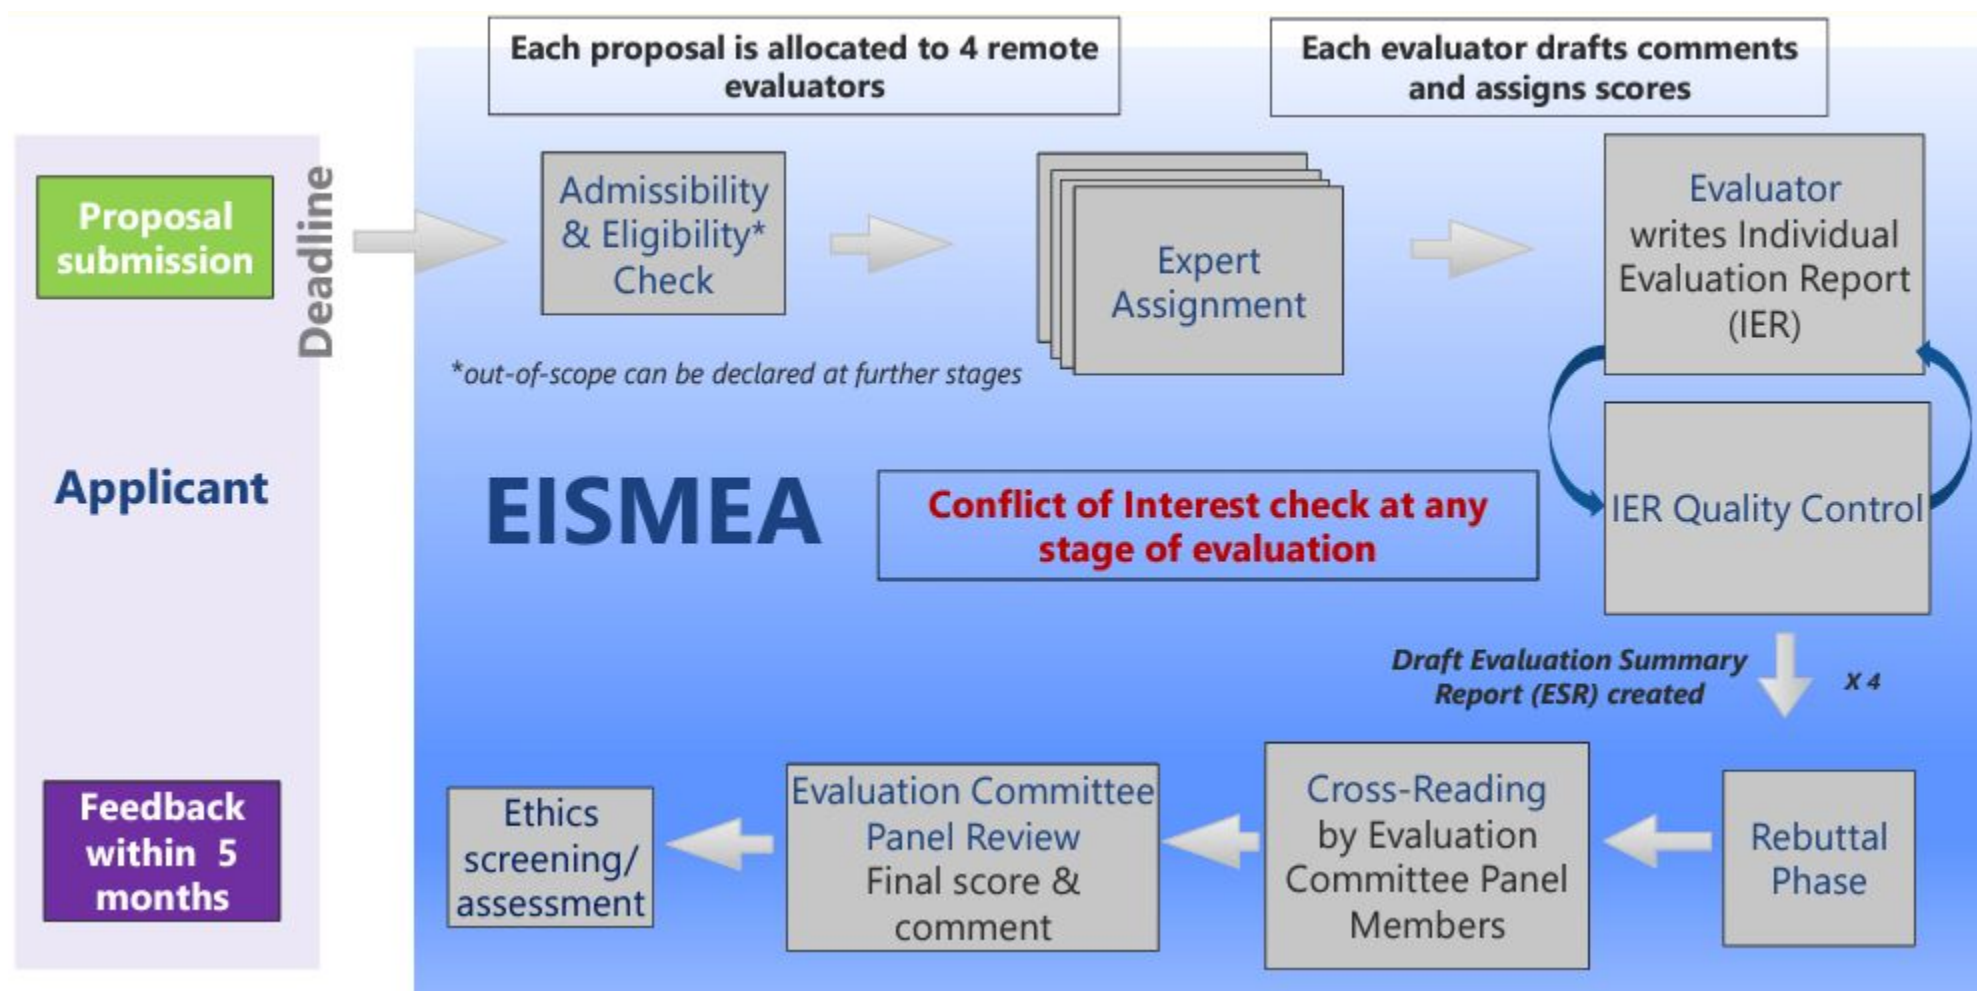 Each proposal is allocated to 4 remote
evaluators
Each evaluator drafts comments
and assigns scores
Proposal
submission
Deadline
Admissibility
& Eligibility*
Check
Expert
Assignment
Evaluator
writes Individual
Evaluation Report
(IER)
*out-of-scope can be declared at further stages
Applicant
EISMEA
Conflict of Interest check at any
stage of evaluation
IER Quality Control
Draft Evaluation Summary
Report (ESR) created
X 4
Rebuttal
Phase
Cross-Reading
by Evaluation
Committee Panel
Members
Evaluation Committee
Panel Review
Final score &
comment
Ethics
screening/
assessment
Feedback
within 5
months